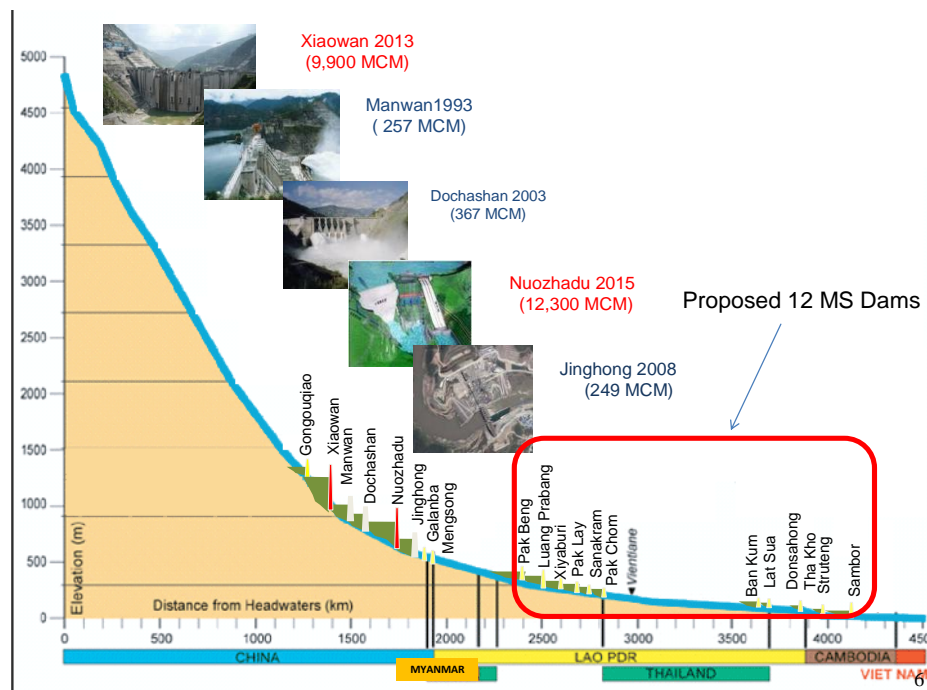 Xiaowan 2013
(9,900 MCM)
Manwan1993
( 257 MCM)
Dochashan 2003
(367 MCM)
Nuozhadu 2015
(12,300 MCM)
Jinghong 2008
(249 MCM)
Proposed 12 MS Dams
5000
4500
4000
3500
3000
2500
2000
1500
1000
500
0
Elevation (m)
Gongouqiao
Xiaowan
Manwan
Dochashan
Nuozhadu
Jinghong
Galanba
Mengsong
Pak Beng
Luang Prabang
Xiyaburi
Pak Lay
Sanakram
Pak Chom
Vientiane
Ban Kum
Lat Sua
Donsahong
Tha Kho
Struteng
Sambor
Distance from Headwaters (km)
0 500 1000 1500 2000 2500 3000 3500 4000 450
CHINA LAO PDR CAMBODIA
MYANMAR THAILAND VIET NAM
6